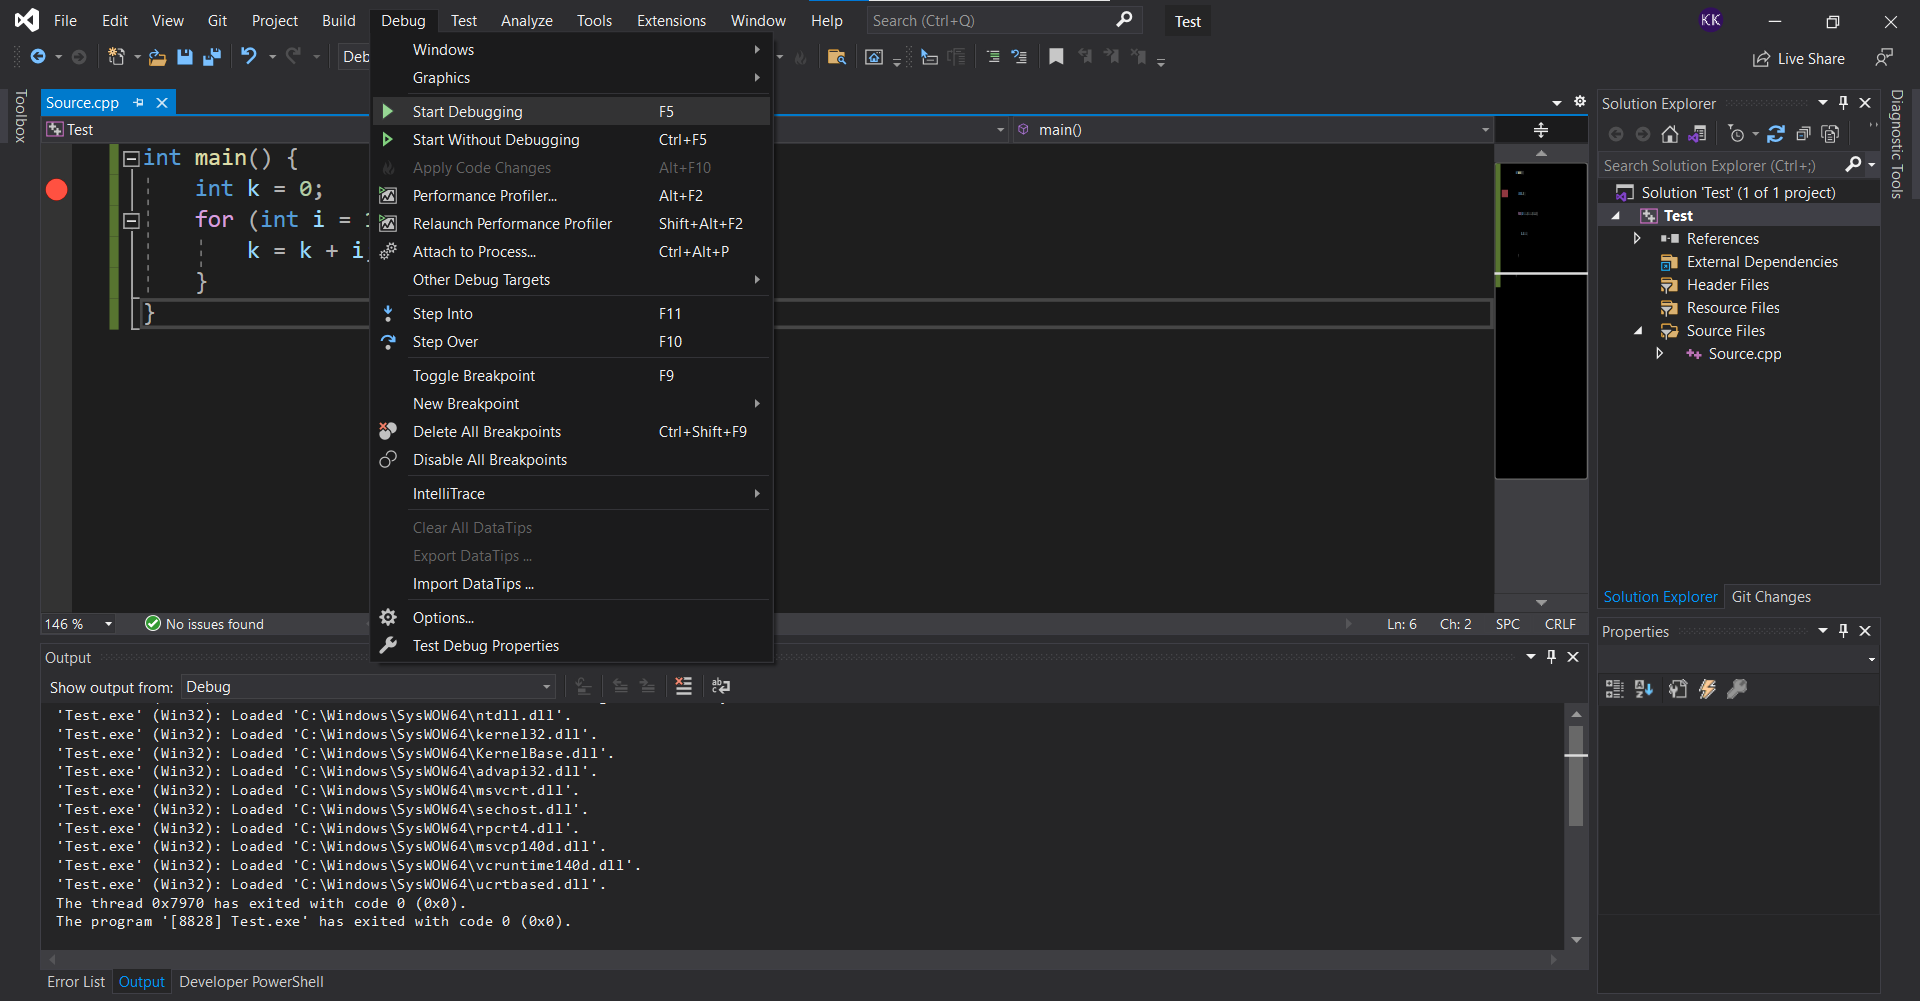 File Edit View Git Project Build Debug Test Analyze Tools Extensions Window Help Search (Ctrl+Q) Test KK
Deb
Live Share
Windows
Graphics
Start Debugging F5
Start Without Debugging Ctrl+F5
Apply Code Changes Alt+F10
Performance Profiler... Alt+F2
Relaunch Performance Profiler Shift+Alt+F2
Attach to Process... Ctrl+Alt+P
Other Debug Targets
Step Into F11
Step Over F10
Toggle Breakpoint F9
New Breakpoint
Delete All Breakpoints Ctrl+Shift+F9
Disable All Breakpoints
IntelliTrace
Clear All DataTips
Export DataTips ...
Import DataTips ...
Options...
Test Debug Properties
Toolbox
Source.cpp
Test
main()
int main() {
int k = 0;
for (int i =
k = k + i
}
}
146 %
No issues found
Ln: 6 Ch: 2 SPC CRLF
Output
Show output from: Debug
'Test.exe' (Win32): Loaded 'C:\Windows\SysWOW64\ntdll.dll'.
'Test.exe' (Win32): Loaded 'C:\Windows\SysWOW64\kernel32.dll'.
'Test.exe' (Win32): Loaded 'C:\Windows\SysWOW64\KernelBase.dll'.
'Test.exe' (Win32): Loaded 'C:\Windows\SysWOW64\advapi32.dll'.
'Test.exe' (Win32): Loaded 'C:\Windows\SysWOW64\msvcrt.dll'.
'Test.exe' (Win32): Loaded 'C:\Windows\SysWOW64\sechost.dll'.
'Test.exe' (Win32): Loaded 'C:\Windows\SysWOW64\rpcrt4.dll'.
'Test.exe' (Win32): Loaded 'C:\Windows\SysWOW64\msvcp140d.dll'.
'Test.exe' (Win32): Loaded 'C:\Windows\SysWOW64\vcruntime140d.dll'.
'Test.exe' (Win32): Loaded 'C:\Windows\SysWOW64\ucrtbased.dll'.
The thread 0x7970 has exited with code 0 (0x0).
The program '[8828] Test.exe' has exited with code 0 (0x0).
Error List Output Developer PowerShell
Solution Explorer
Search Solution Explorer (Ctrl+;)
Solution 'Test' (1 of 1 project)
Test
References
External Dependencies
Header Files
Resource Files
Source Files
Source.cpp
Solution Explorer Git Changes
Properties
Diagnostic Tools